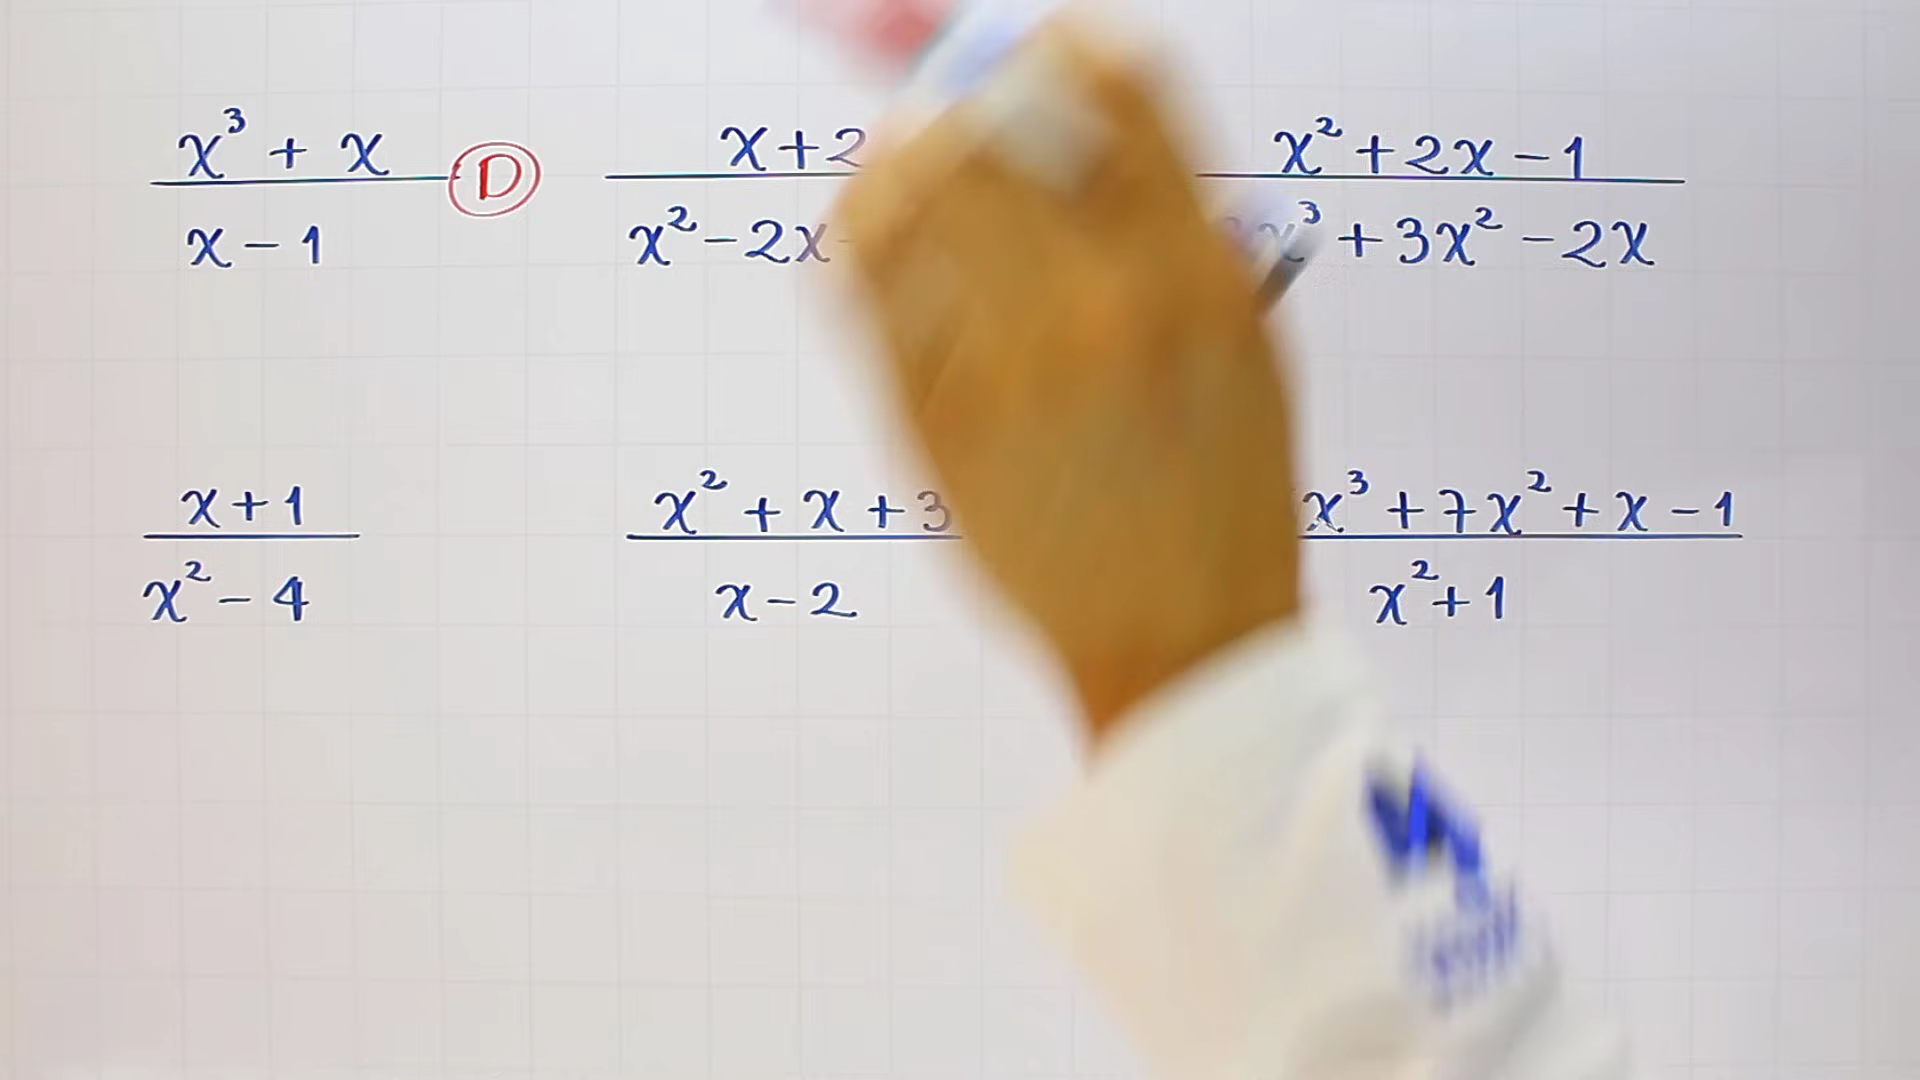 x³ + x   x+2   x² + 2x − 1
D
x − 1   x² − 2x   x³ + 3x² − 2x
x+1   x² + x + 3   x³ + 7x² + x − 1
x² − 4   x − 2   x² + 1